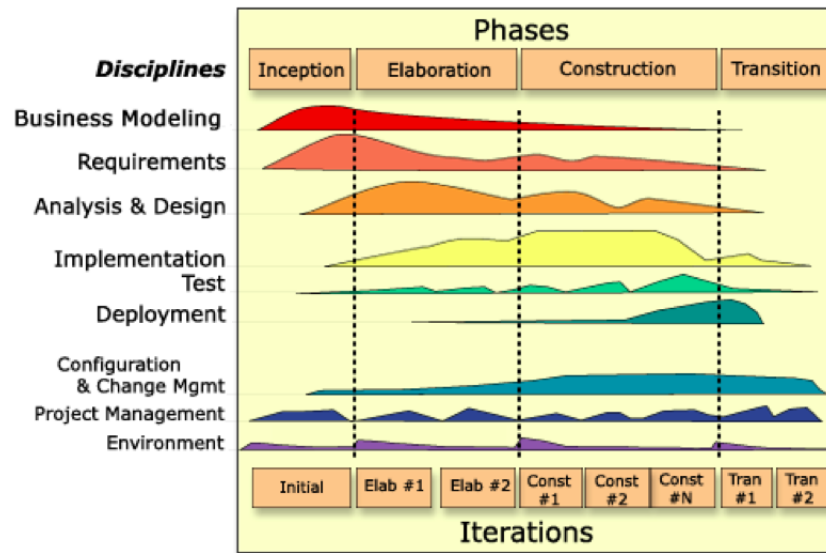 Phases
Disciplines
Inception
Elaboration
Construction
Transition
Business Modeling
Requirements
Analysis & Design
Implementation
Test
Deployment
Configuration
& Change Mgmt
Project Management
Environment
Initial
Elab #1
Elab #2
Const
#1
Const
#2
Const
#N
Tran
#1
Tran
#2
Iterations